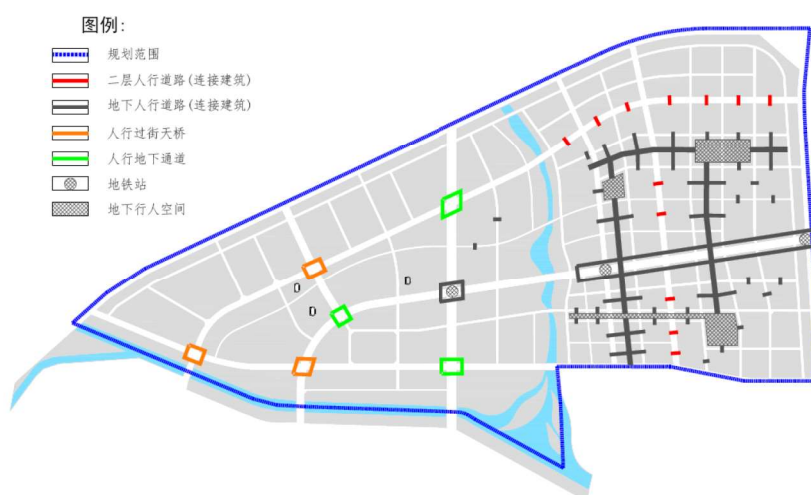 图例:
规划范围
二层人行道路(连接建筑)
地下人行道路(连接建筑)
人行过街天桥
人行地下通道
地铁站
地下行人空间
D
D
D